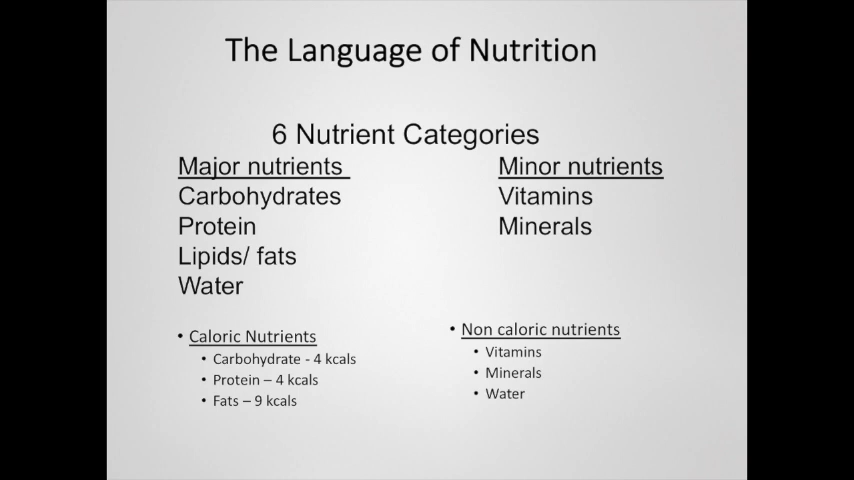 The Language of Nutrition
6 Nutrient Categories
Major nutrients
Carbohydrates
Protein
Lipids/ fats
Water
Minor nutrients
Vitamins
Minerals
• Caloric Nutrients
• Carbohydrate - 4 kcals
• Protein – 4 kcals
• Fats – 9 kcals
• Non caloric nutrients
• Vitamins
• Minerals
• Water